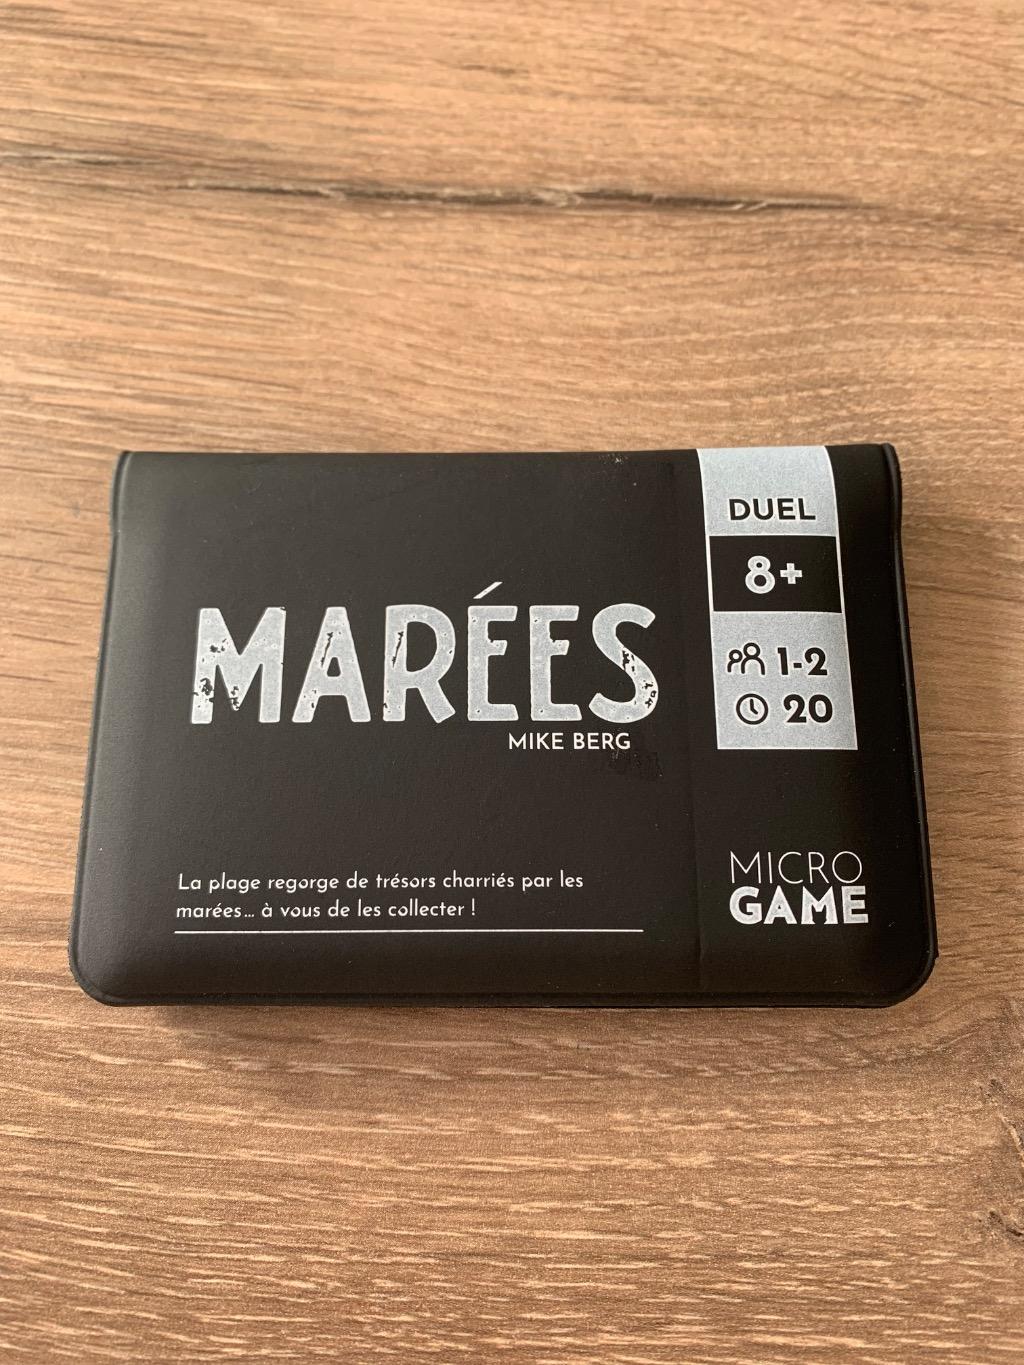 MARÉES
MIKE BERG
La plage regorge de trésors charriés par les
marées... à vous de les collecter !
DUEL
8+
1-2
20
MICRO
GAME